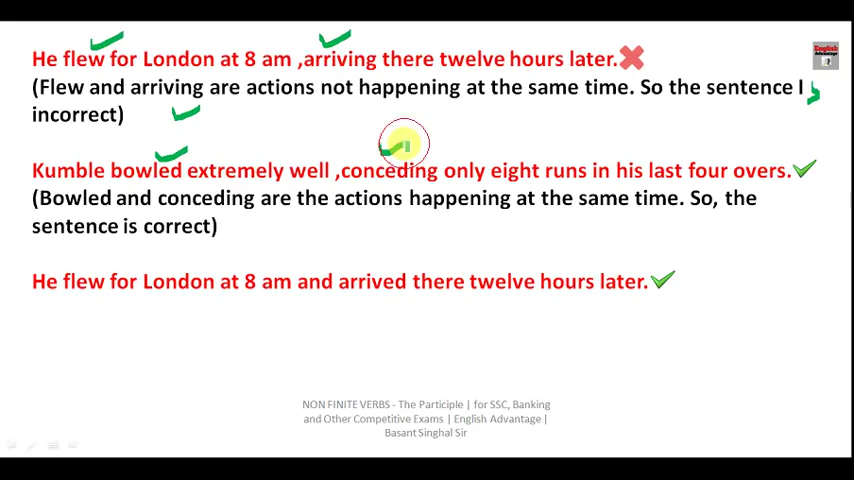 He flew for London at 8 am ,arriving there twelve hours later.
(Flew and arriving are actions not happening at the same time. So the sentence I
incorrect)
Kumble bowled extremely well ,conceding only eight runs in his last four overs.
(Bowled and conceding are the actions happening at the same time. So, the
sentence is correct)
He flew for London at 8 am and arrived there twelve hours later.
NON FINITE VERBS - The Participle | for SSC, Banking
and Other Competitive Exams | English Advantage |
Basant Singhal Sir
English
Advantage